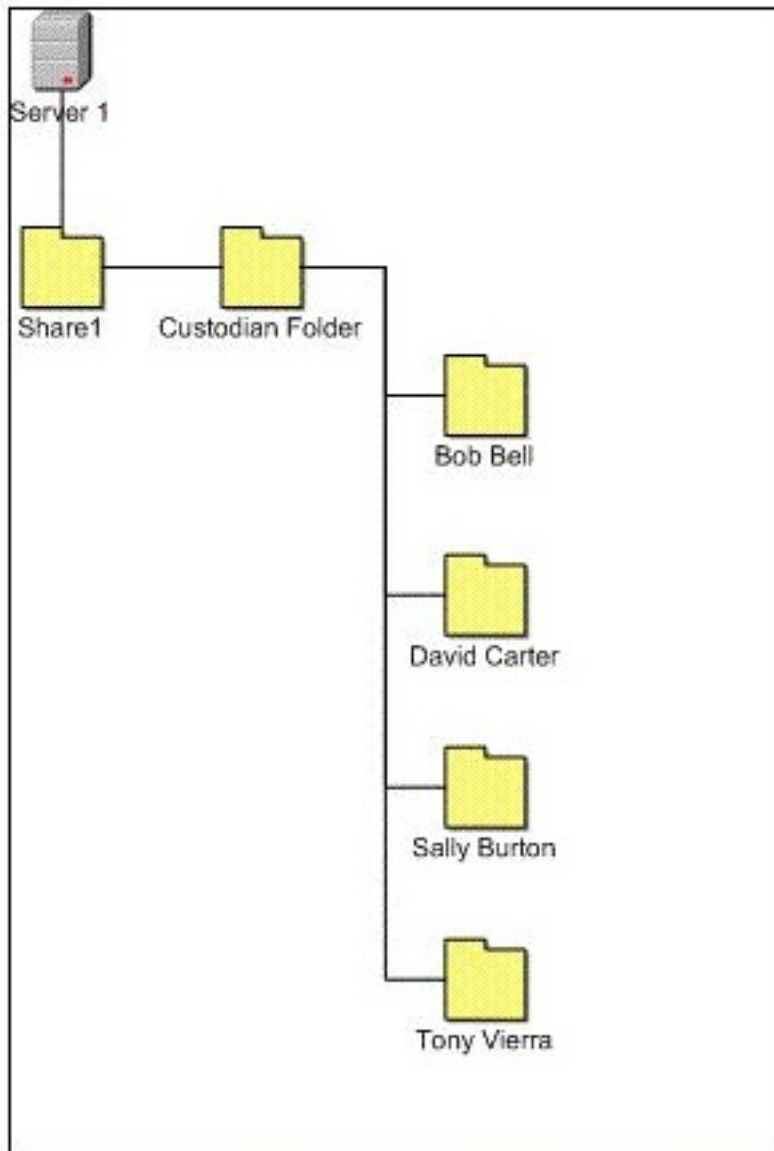 Server 1
Share1
Custodian Folder
Bob Bell
David Carter
Sally Burton
Tony Vierra